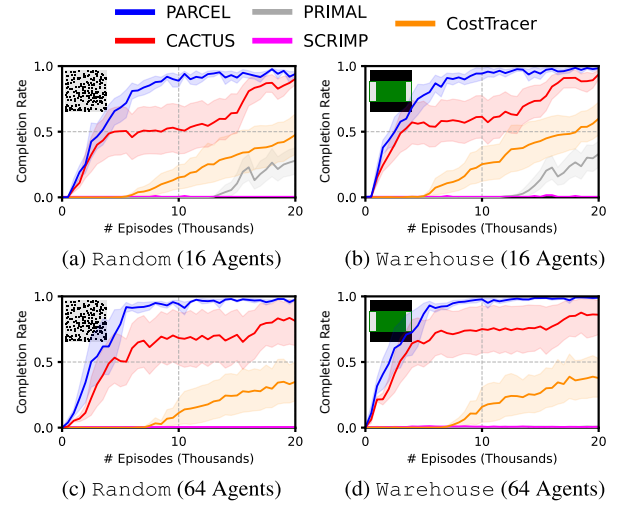 PARCEL PRIMAL CostTracer
CACTUS SCRIMP
1.0 1.0
Completion Rate 0.5 Completion Rate 0.5
0.0 0.0
0 10 20 0 10 20
# Episodes (Thousands) # Episodes (Thousands)
(a) Random (16 Agents) (b) Warehouse (16 Agents)
1.0 1.0
Completion Rate 0.5 Completion Rate 0.5
0.0 0.0
0 10 20 0 10 20
# Episodes (Thousands) # Episodes (Thousands)
(c) Random (64 Agents) (d) Warehouse (64 Agents)